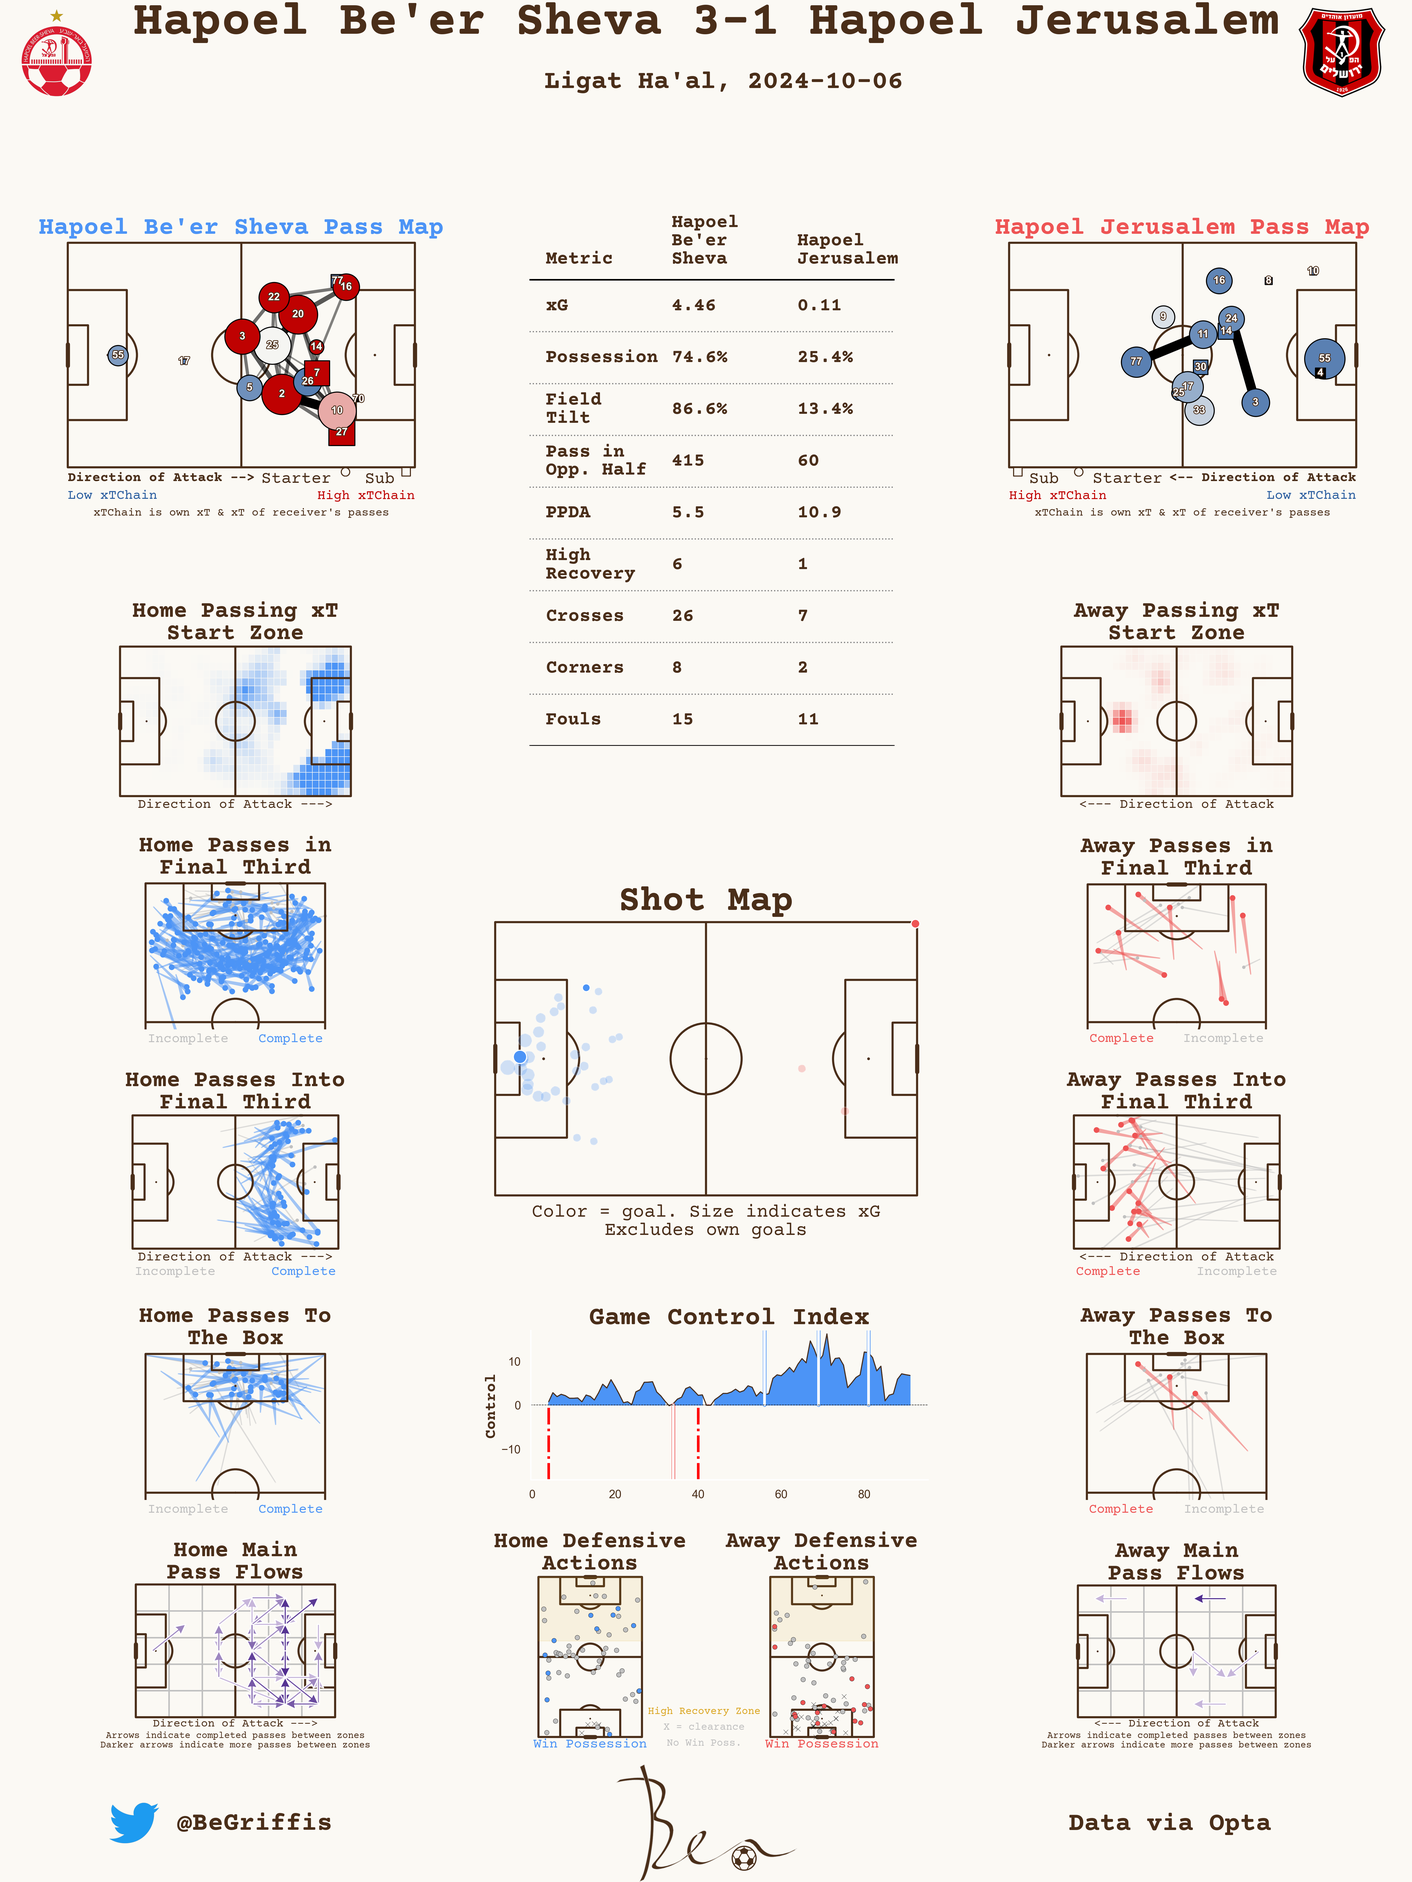 Hapoel Be'er Sheva 3-1 Hapoel Jerusalem
Ligat Ha'al, 2024-10-06
HAPOEL BEER SHEVA
מועדון אוהדים
הפועל
ירושלים
1926
Hapoel Be'er Sheva Pass Map
55
17
3
22
20
77
16
25
14
7
26
5
2
10
70
27
Direction of Attack --> Starter Sub
Low xTChain High xTChain
xTChain is own xT & xT of receiver's passes
Metric Hapoel Be'er Sheva Hapoel Jerusalem
xG 4.46 0.11
Possession 74.6% 25.4%
Field Tilt 86.6% 13.4%
Pass in Opp. Half 415 60
PPDA 5.5 10.9
High Recovery 6 1
Crosses 26 7
Corners 8 2
Fouls 15 11
Hapoel Jerusalem Pass Map
16
8
10
9
24
11
14
77
30
55
4
17
25
33
3
Sub Starter <-- Direction of Attack
High xTChain Low xTChain
xTChain is own xT & xT of receiver's passes
Home Passing xT
Start Zone
Direction of Attack --->
Away Passing xT
Start Zone
<--- Direction of Attack
Home Passes in
Final Third
Incomplete Complete
Shot Map
Color = goal. Size indicates xG
Excludes own goals
Away Passes in
Final Third
Complete Incomplete
Home Passes Into
Final Third
Direction of Attack --->
Incomplete Complete
Away Passes Into
Final Third
<--- Direction of Attack
Complete Incomplete
Home Passes To
The Box
Incomplete Complete
Game Control Index
Control
10
0
−10
0 20 40 60 80
Away Passes To
The Box
Complete Incomplete
Home Main
Pass Flows
Direction of Attack --->
Arrows indicate completed passes between zones
Darker arrows indicate more passes between zones
Home Defensive
Actions
Win Possession
High Recovery Zone
X = clearance
No Win Poss.
Away Defensive
Actions
Win Possession
Away Main
Pass Flows
<--- Direction of Attack
Arrows indicate completed passes between zones
Darker arrows indicate more passes between zones
@BeGriffis
Ben
Data via Opta